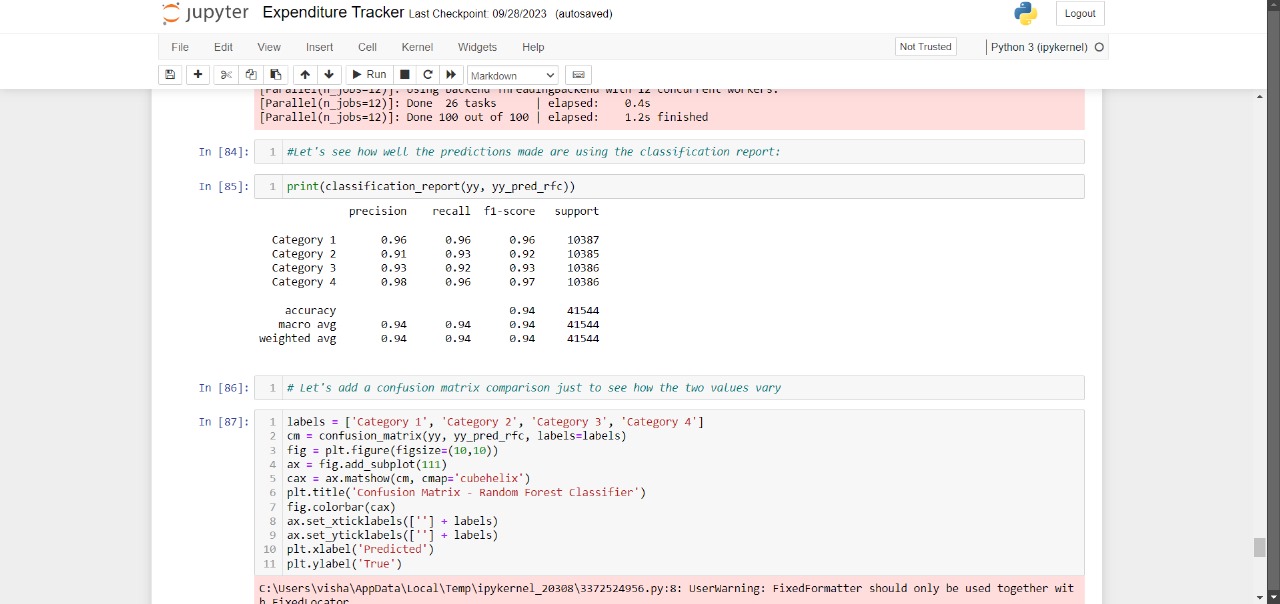 jupyter Expenditure Tracker Last Checkpoint: 09/28/2023 (autosaved) Logout
File Edit View Insert Cell Kernel Widgets Help Not Trusted Python 3 (ipykernel)
Run Markdown
[Parallel(n_jobs=12)]: Using backend ThreadingBackend with 12 concurrent workers.
[Parallel(n_jobs=12)]: Done 26 tasks | elapsed: 0.4s
[Parallel(n_jobs=12)]: Done 100 out of 100 | elapsed: 1.2s finished
In [84]: 1 #Let's see how well the predictions made are using the classification report:
In [85]: 1 print(classification_report(yy, yy_pred_rfc))
precision recall f1-score support
Category 1 0.96 0.96 0.96 10387
Category 2 0.91 0.93 0.92 10385
Category 3 0.93 0.92 0.93 10386
Category 4 0.98 0.96 0.97 10386
accuracy 0.94 41544
macro avg 0.94 0.94 0.94 41544
weighted avg 0.94 0.94 0.94 41544
In [86]: 1 # Let's add a confusion matrix comparison just to see how the two values vary
In [87]: 1 labels = ['Category 1', 'Category 2', 'Category 3', 'Category 4']
2 cm = confusion_matrix(yy, yy_pred_rfc, labels=labels)
3 fig = plt.figure(figsize=(10,10))
4 ax = fig.add_subplot(111)
5 cax = ax.matshow(cm, cmap='cubehelix')
6 plt.title('Confusion Matrix - Random Forest Classifier')
7 fig.colorbar(cax)
8 ax.set_xticklabels([''] + labels)
9 ax.set_yticklabels([''] + labels)
10 plt.xlabel('Predicted')
11 plt.ylabel('True')
C:\Users\visha\AppData\Local\Temp\ipykernel_20308\3372524956.py:8: UserWarning: FixedFormatter should only be used together wit
h FixedLocator